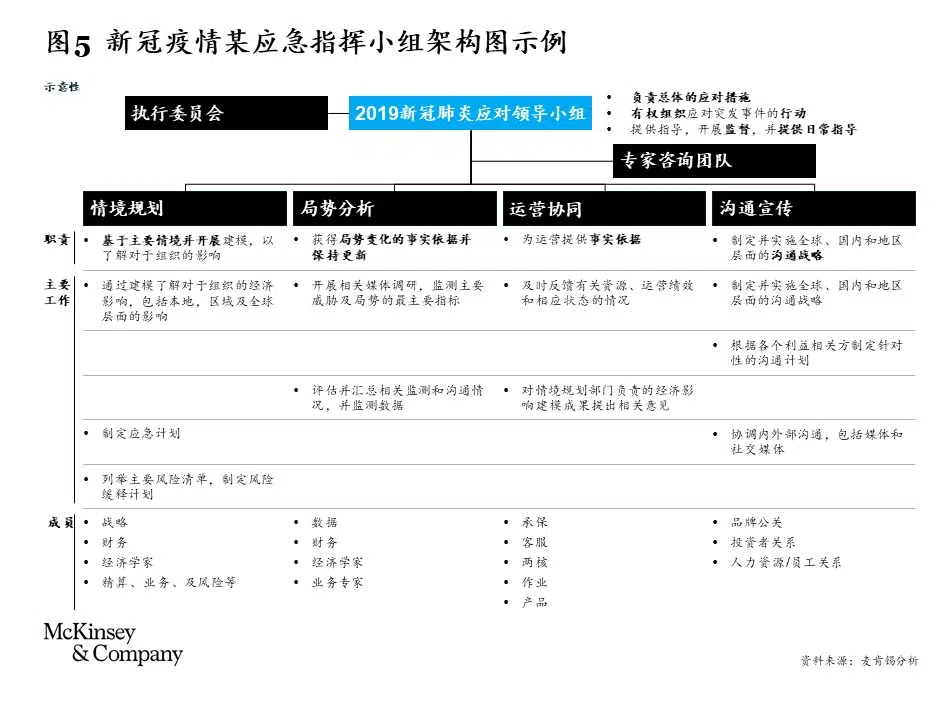 图5 新冠疫情某应急指挥小组架构图示例
示意性
执行委员会
2019新冠肺炎应对领导小组
• 负责总体的应对措施
• 有权组织应对突发事件的行动
• 提供指导，开展监督，并提供日常指导
专家咨询团队
情境规划
局势分析
运营协同
沟通宣传
职责
• 基于主要情境并开展建模，以
了解对于组织的影响
• 获得局势变化的事实依据并
保持更新
• 为运营提供事实依据
• 制定并实施全球、国内和地区
层面的沟通战略
主要
工作
• 通过建模了解对于组织的经济
影响，包括本地，区域及全球
层面的影响
• 开展相关媒体调研，监测主要
威胁及局势的最主要指标
• 及时反馈有关资源、运营绩效
和相应状态的情况
• 制定并实施全球、国内和地区
层面的沟通战略
• 根据各个利益相关方制定针对
性的沟通计划
• 评估并汇总相关监测和沟通情
况，并监测数据
• 对情境规划部门负责的经济影
响建模成果提出相关意见
• 制定应急计划
• 协调内外部沟通，包括媒体和
社交媒体
• 列举主要风险清单，制定风险
缓释计划
成员
• 战略
• 财务
• 经济学家
• 精算、业务、及风险等
• 数据
• 财务
• 经济学家
• 业务专家
• 承保
• 客服
• 两核
• 作业
• 产品
• 品牌公关
• 投资者关系
• 人力资源/员工关系
McKinsey
& Company
资料来源：麦肯锡分析